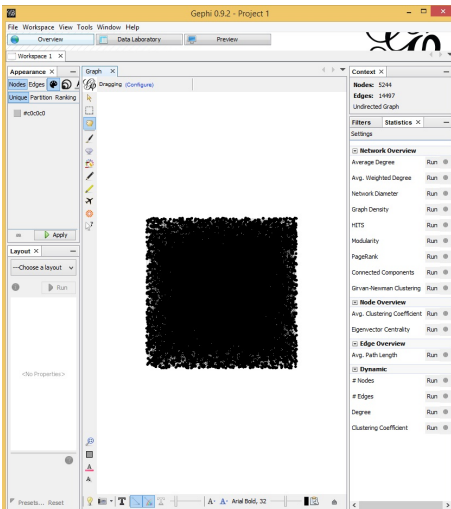 Gephi 0.9.2 - Project 1
File Workspace View Tools Window Help
Overview Data Laboratory Preview
Workspace 1 ×
Appearance ×
Nodes Edges
Unique Partition Ranking
#c0c0c0
Apply
Layout ×
---Choose a layout
Run
<No Properties>
Presets... Reset
Graph ×
Dragging (Configure)
T
A- A- Arial Bold, 32
A
A
Context ×
Nodes: 5244
Edges: 14497
Undirected Graph
Filters Statistics ×
Settings
Network Overview
Average Degree Run
Avg. Weighted Degree Run
Network Diameter Run
Graph Density Run
HITS Run
Modularity Run
PageRank Run
Connected Components Run
Girvan-Newman Clustering Run
Node Overview
Avg. Clustering Coefficient Run
Eigenvector Centrality Run
Edge Overview
Avg. Path Length Run
Dynamic
# Nodes Run
# Edges Run
Degree Run
Clustering Coefficient Run